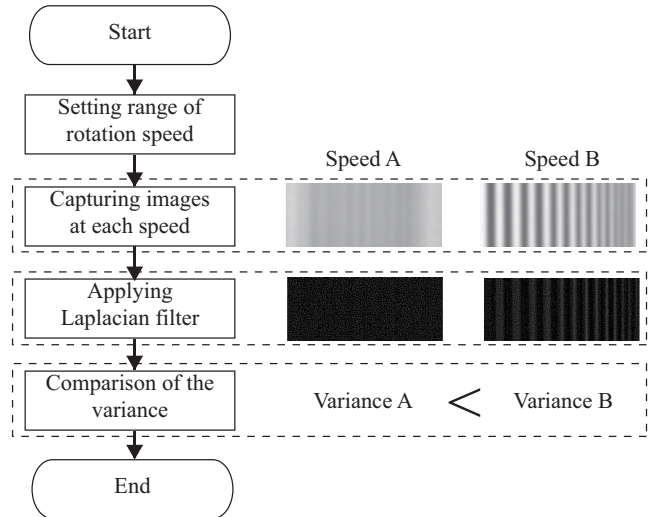 Start
Setting range of
rotation speed
Speed A
Speed B
Capturing images
at each speed
Applying
Laplacian filter
Comparison of the
variance
Variance A < Variance B
End